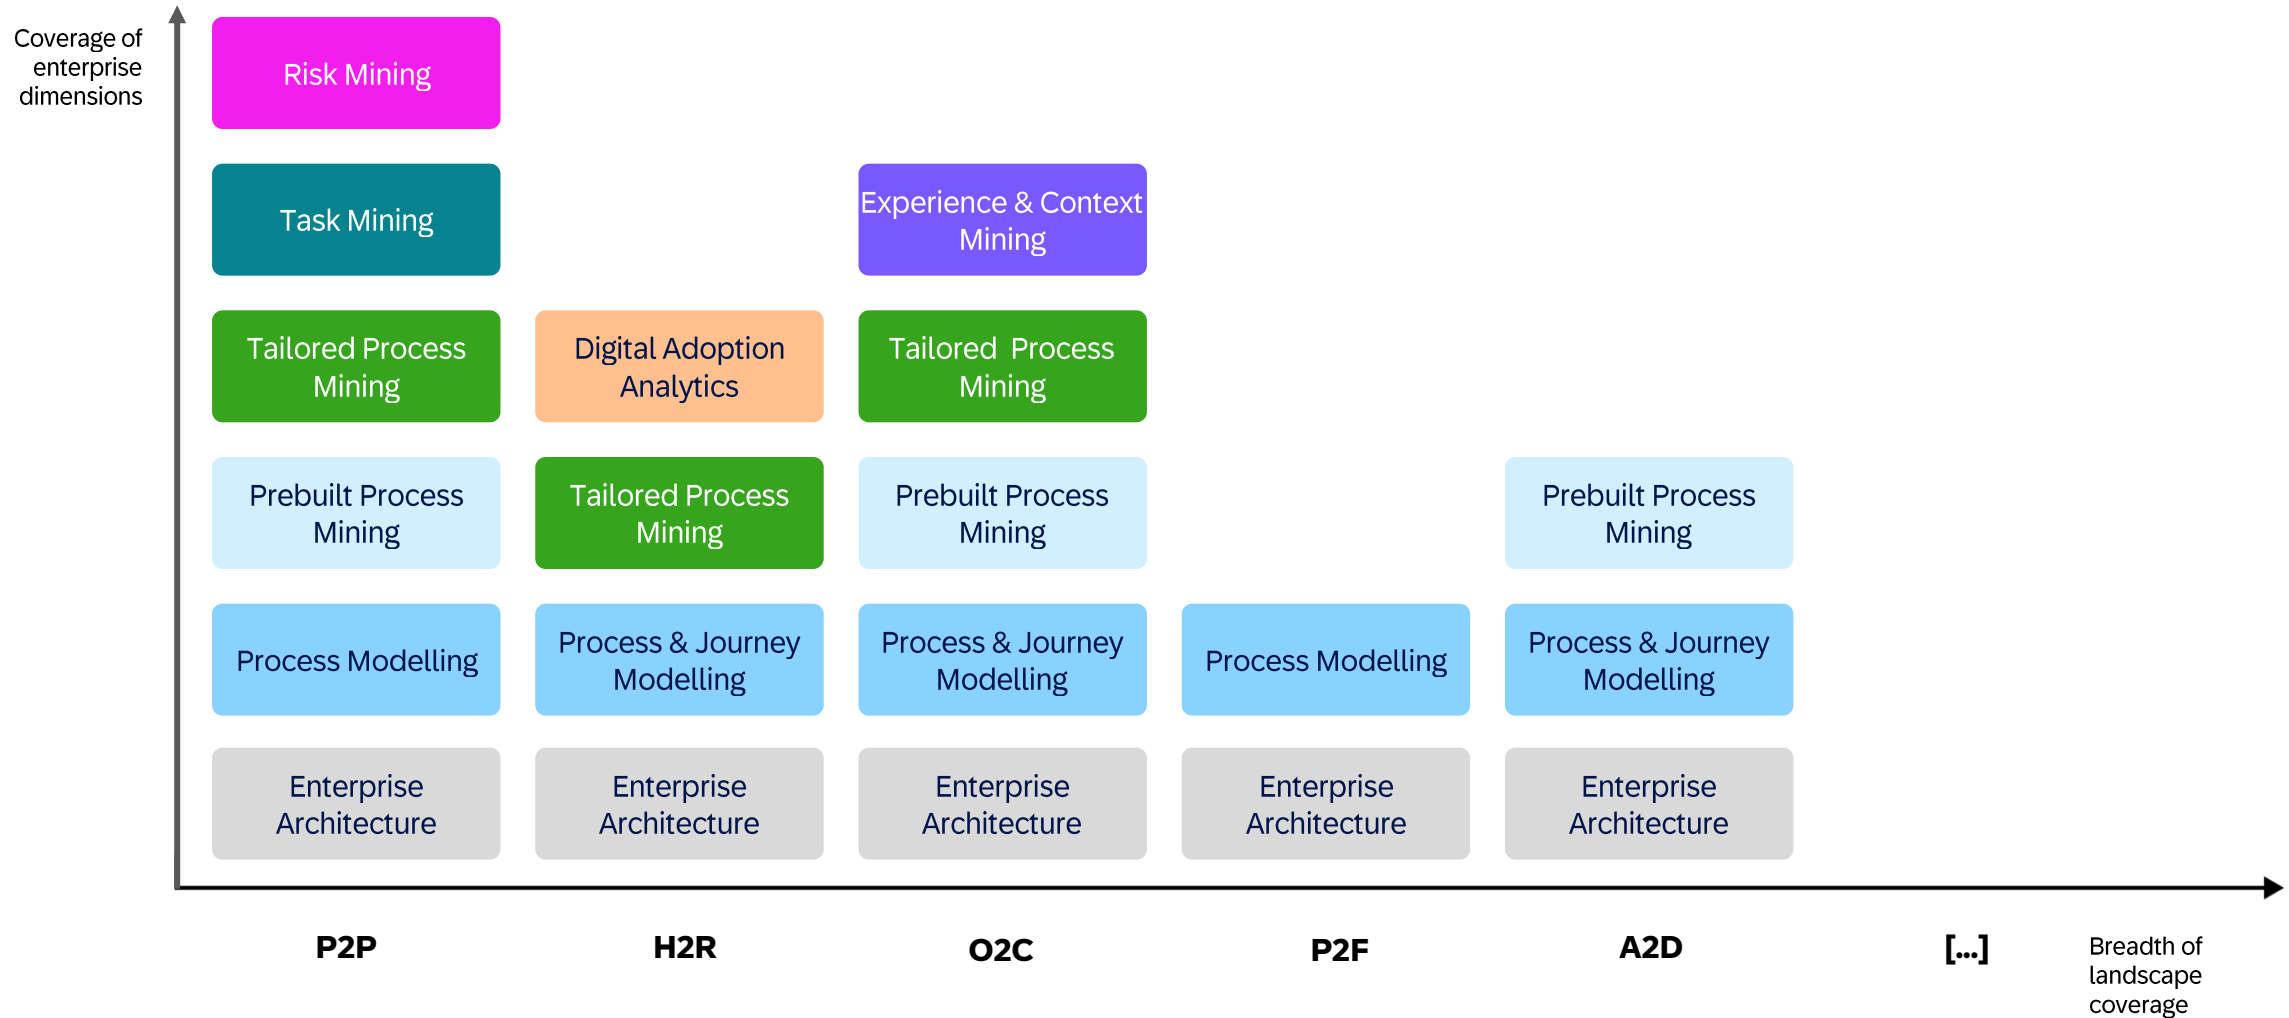 Coverage of
enterprise
dimensions
Risk Mining
Task Mining
Experience & Context
Mining
Tailored Process
Mining
Digital Adoption
Analytics
Tailored  Process
Mining
Prebuilt Process
Mining
Tailored Process
Mining
Prebuilt Process
Mining
Prebuilt Process
Mining
Process Modelling
Process & Journey
Modelling
Process & Journey
Modelling
Process Modelling
Process & Journey
Modelling
Enterprise
Architecture
Enterprise
Architecture
Enterprise
Architecture
Enterprise
Architecture
Enterprise
Architecture
P2P
H2R
O2C
P2F
A2D
[...]
Breadth of
landscape
coverage